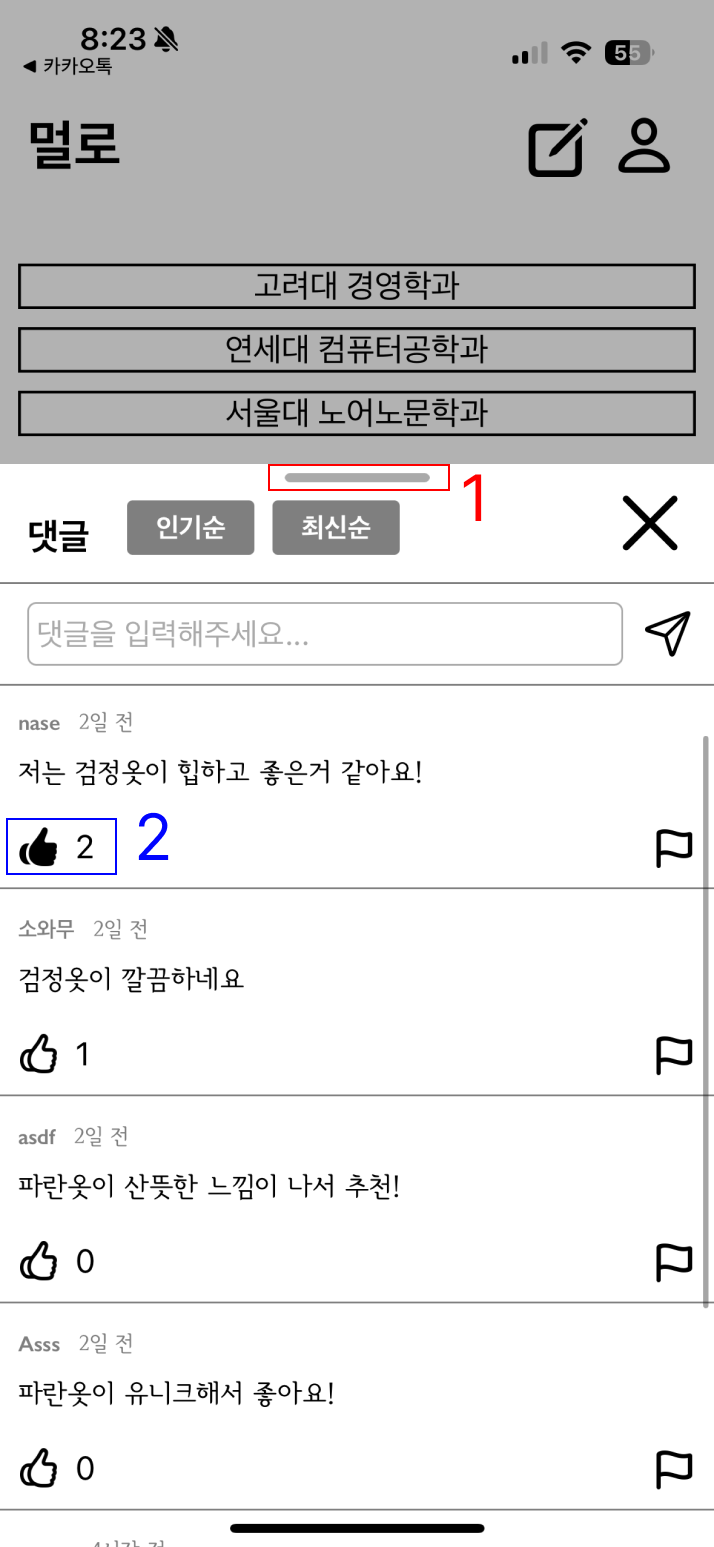 8:23
55
◀ 카카오톡
멀로
고려대 경영학과
연세대 컴퓨터공학과
서울대 노어노문학과
1
댓글 인기순 최신순
댓글을 입력해주세요...
nase 2일 전
저는 검정옷이 힙하고 좋은거 같아요!
2 2
소와무 2일 전
검정옷이 깔끔하네요
1
asdf 2일 전
파란옷이 산뜻한 느낌이 나서 추천!
0
Asss 2일 전
파란옷이 유니크해서 좋아요!
0